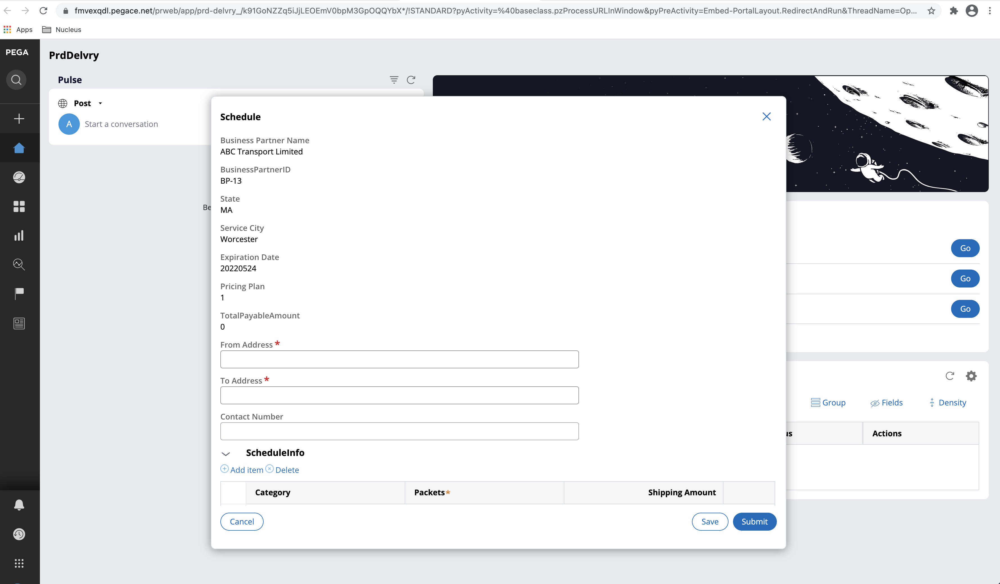 fmvexqdl.pegace.net/prweb/app/prd-delvry_/k91GoNZZq5iJjLEOEmV0bpM3GpOQQYbX*/!STANDARD?pyActivity=%40baseclass.pzProcessURLInWindow&pyPreActivity=Embed-PortalLayout.RedirectAndRun&ThreadName=Op...
Apps Nucleus
PEGA
PrdDelvry
Pulse
Post
A Start a conversation
Be
Schedule
Business Partner Name
ABC Transport Limited
BusinessPartnerID
BP-13
State
MA
Service City
Worcester
Expiration Date
20220524
Pricing Plan
1
TotalPayableAmount
0
From Address *
To Address *
Contact Number
ScheduleInfo
Add item Delete
Category Packets* Shipping Amount
Cancel Save Submit
Go
Go
Go
Group Fields Density
us Actions